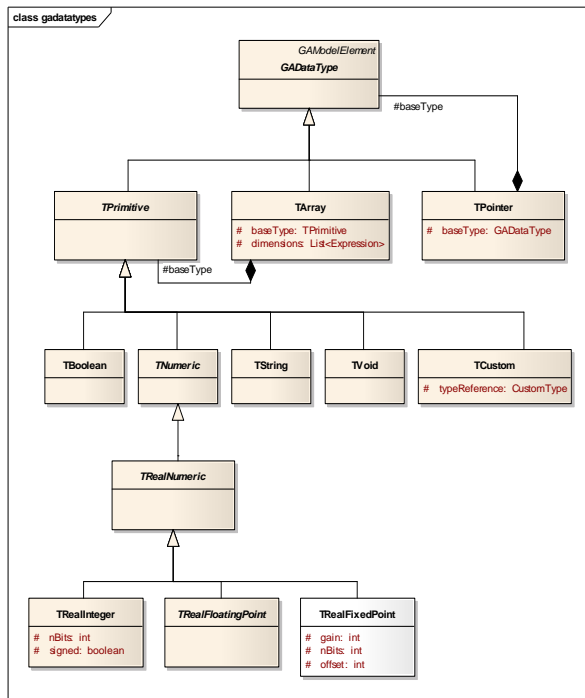 class gadatatypes
GAModelElement
GADataType
#baseType
TPrimitive
TArray
# baseType: TPrimitive
# dimensions: List<Expression>
TPointer
# baseType: GADataType
#baseType
TBoolean
TNumeric
TString
TVoid
TCustom
# typeReference: CustomType
TRealNumeric
TRealInteger
# nBits: int
# signed: boolean
TRealFloatingPoint
TRealFixedPoint
# gain: int
# nBits: int
# offset: int